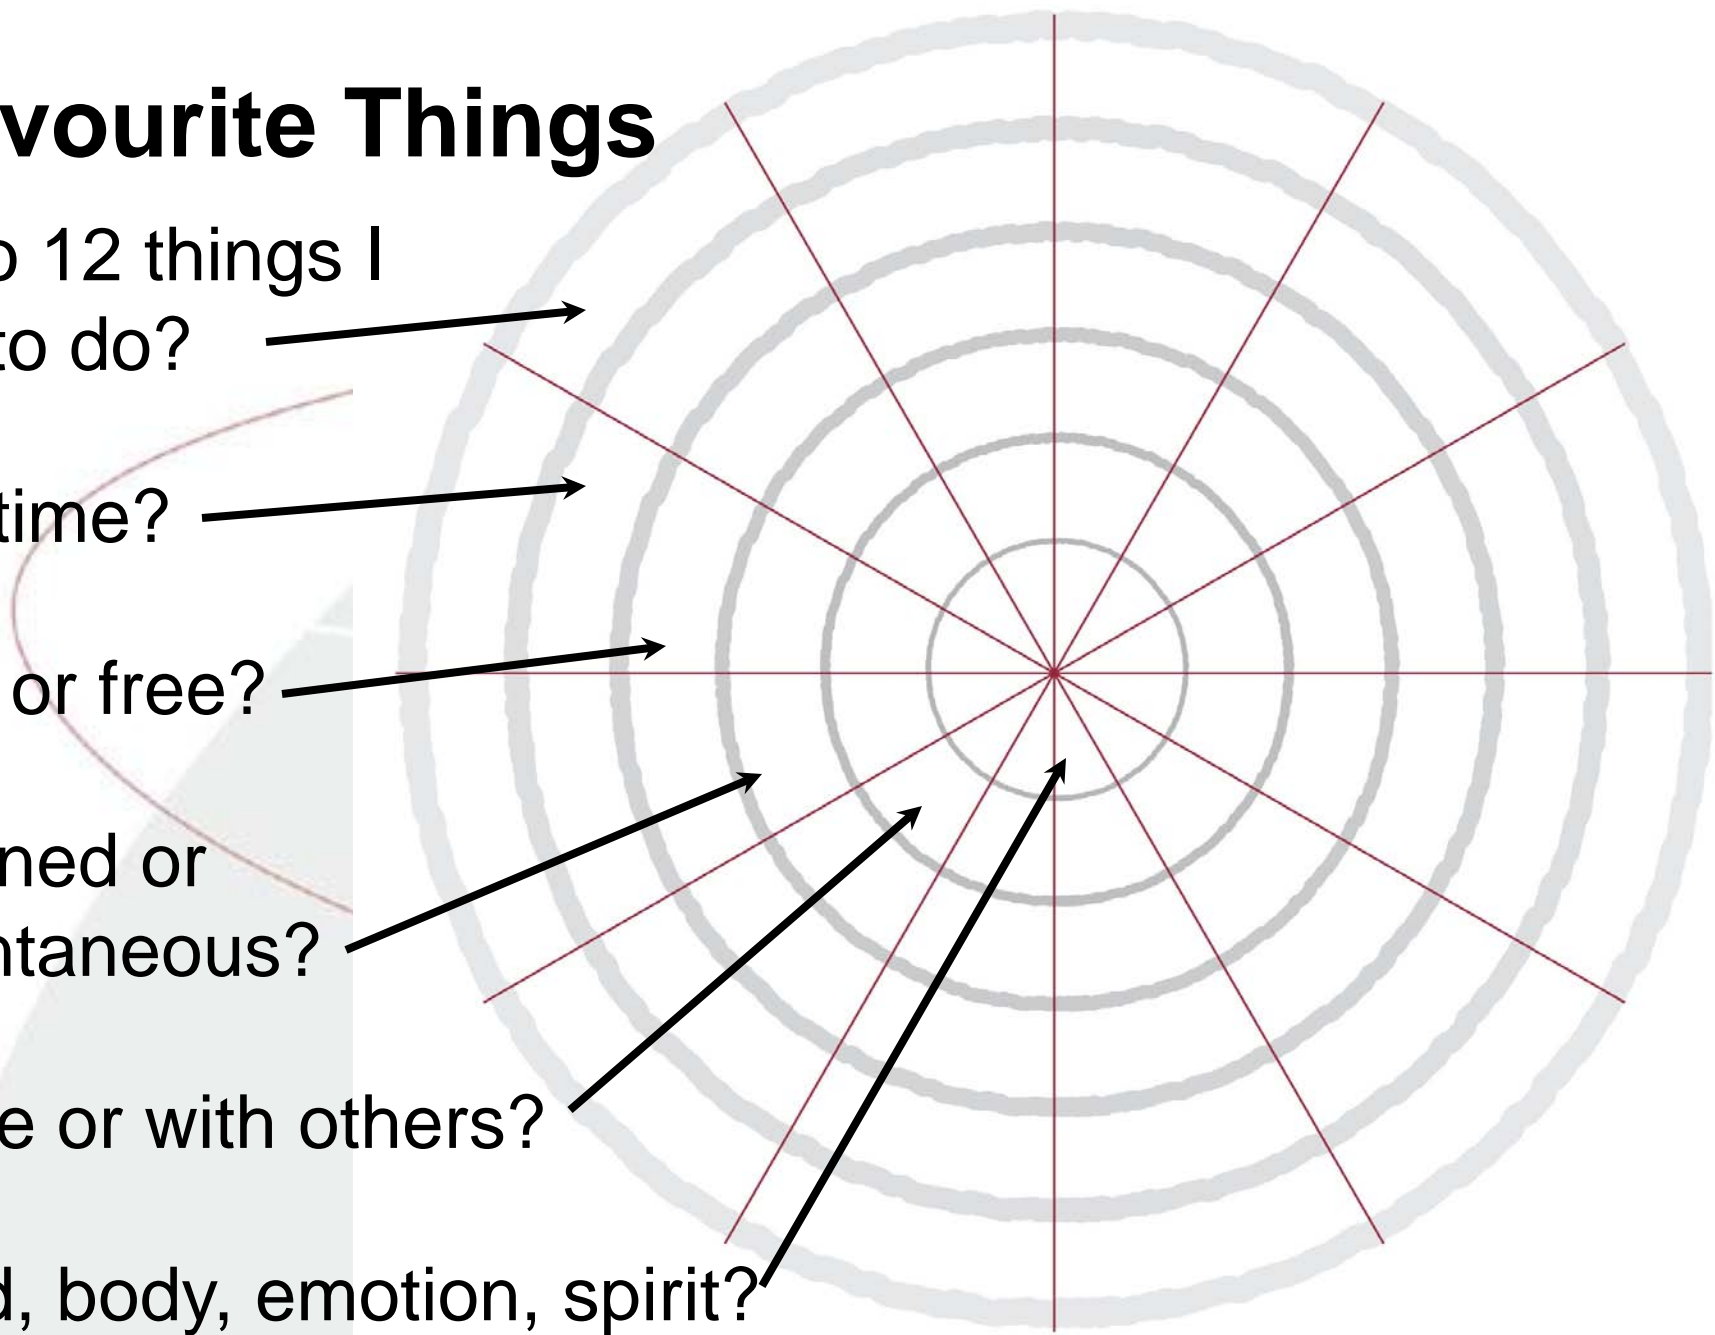 vourite Things
o 12 things I
to do?
time?
or free?
ned or
ntaneous?
e or with others?
d, body, emotion, spirit?